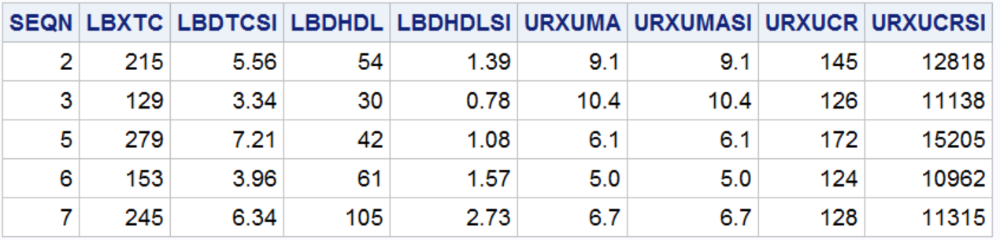 SEQN LBXTC LBDTCSI LBDHDL LBDHDLSI URXUMA URXUMASI URXUCR URXUCRSI
2 215 5.56 54 1.39 9.1 9.1 145 12818
3 129 3.34 30 0.78 10.4 10.4 126 11138
5 279 7.21 42 1.08 6.1 6.1 172 15205
6 153 3.96 61 1.57 5.0 5.0 124 10962
7 245 6.34 105 2.73 6.7 6.7 128 11315